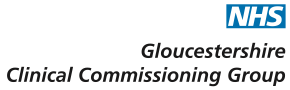 NHS
Gloucestershire
Clinical Commissioning Group